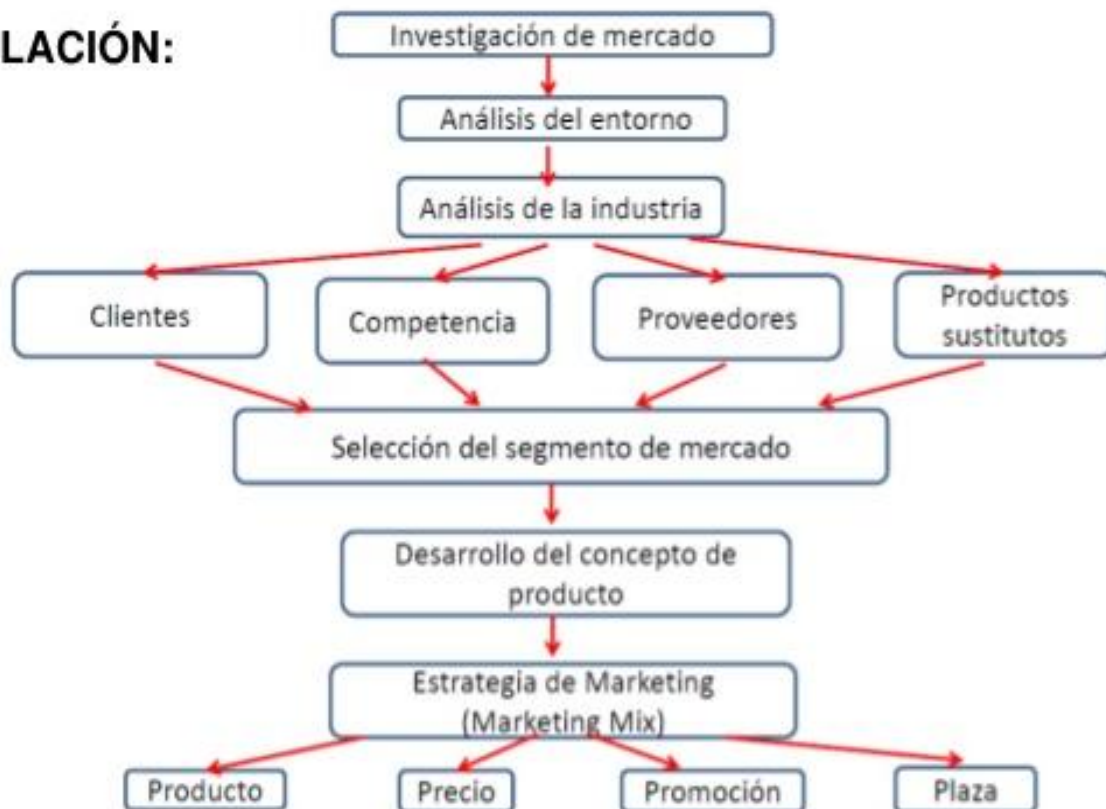 LACIÓN:
Investigación de mercado
Análisis del entorno
Análisis de la industria
Clientes
Competencia
Proveedores
Productos
sustitutos
Selección del segmento de mercado
Desarrollo del concepto de
producto
Estrategia de Marketing
(Marketing Mix)
Producto
Precio
Promoción
Plaza